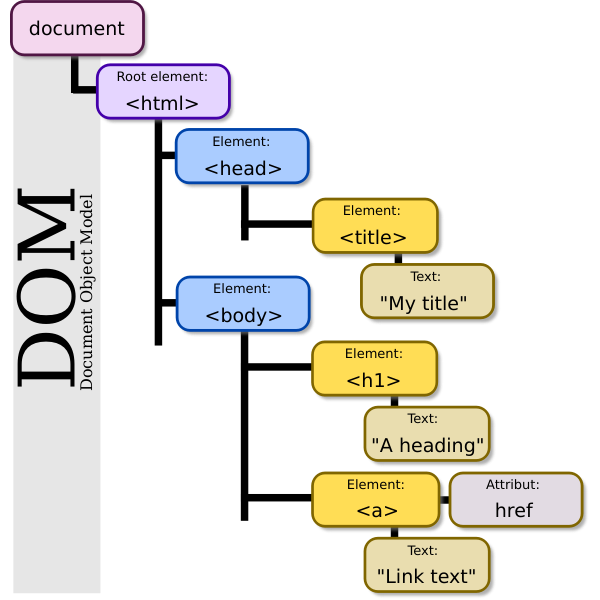 document
Root element:
<html>
Element:
<head>
Element:
<title>
Text:
"My title"
Element:
<body>
Element:
<h1>
Text:
"A heading"
Element:
<a>
Attribut:
href
Text:
"Link text"
DOM
Document Object Model